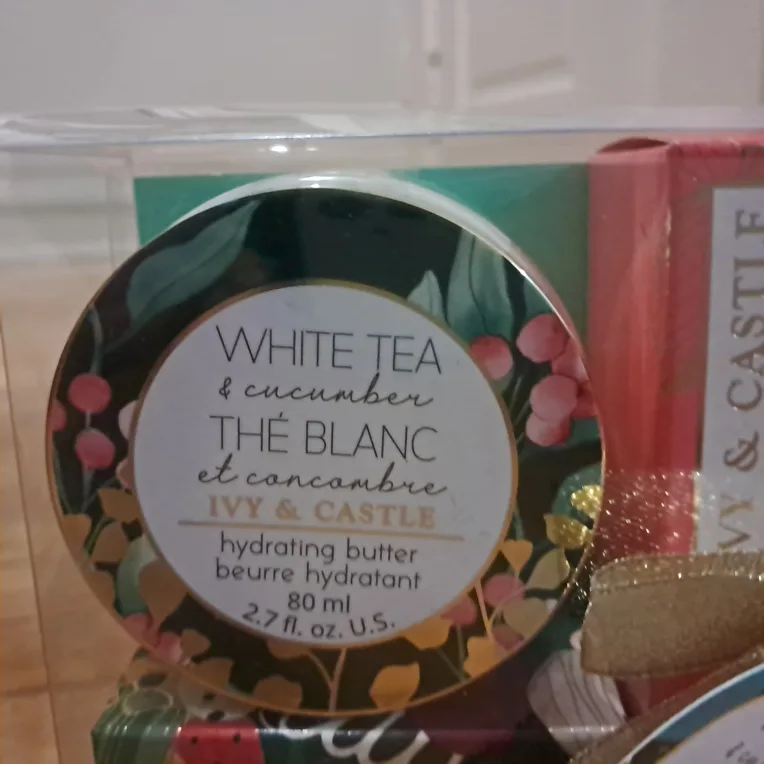 WHITE TEA
& cucumber
THÉ BLANC
et concombre
IVY & CASTLE
hydrating butter
beurre hydratant
80 ml
2.7 fl. oz. U.S.
IVY & CASTLE